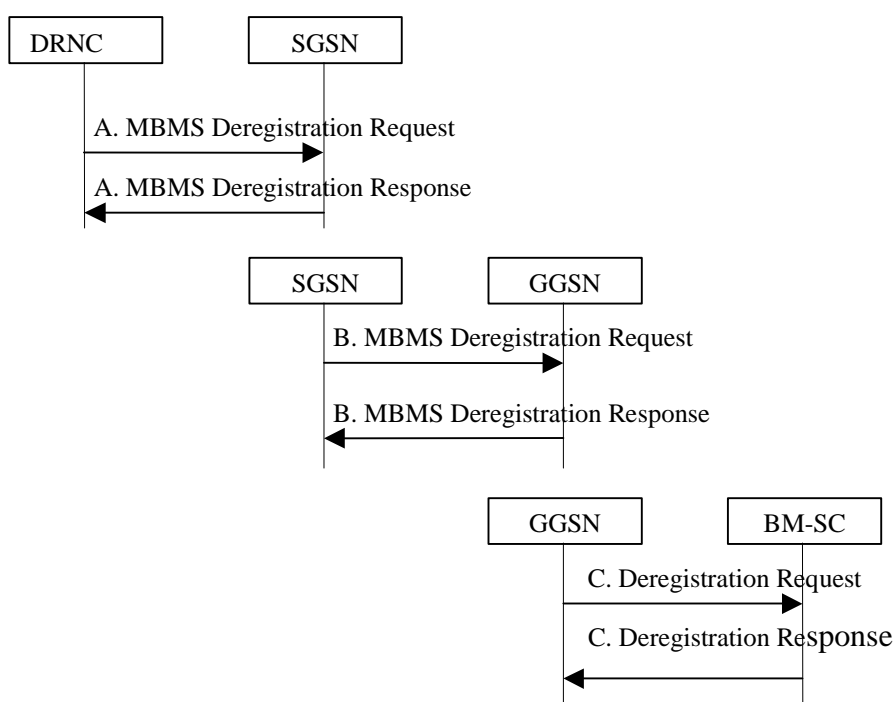 DRNC SGSN
A. MBMS Deregistration Request
A. MBMS Deregistration Response
SGSN GGSN
B. MBMS Deregistration Request
B. MBMS Deregistration Response
GGSN BM-SC
C. Deregistration Request
C. Deregistration Response